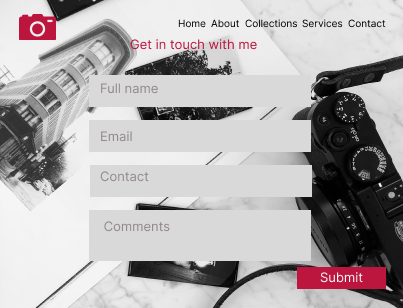 Home About Collections Services Contact
Get in touch with me
Full name
Email
Contact
Comments
Submit